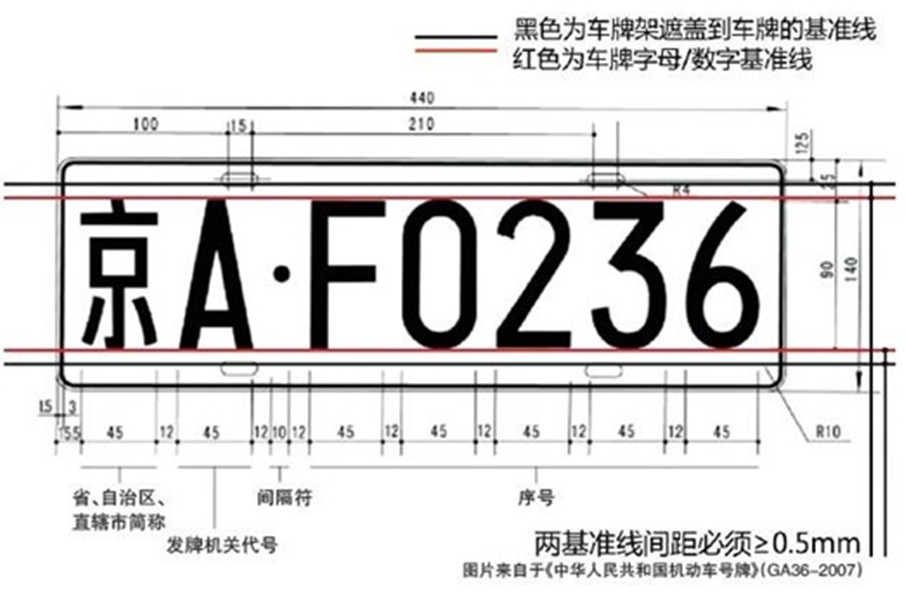 黑色为车牌架遮盖到车牌的基准线
红色为车牌字母/数字基准线
440
100 15 210
125
25
R4
京A·F0236
90
140
1.5 3
15.5 45 12 45 12 10 12 45 12 45 12 45 12 45 12 45
R10
省、自治区、
直辖市简称
间隔符
序号
发牌机关代号
两基准线间距必须≥0.5mm
图片来自于《中华人民共和国机动车号牌》(GA36-2007)